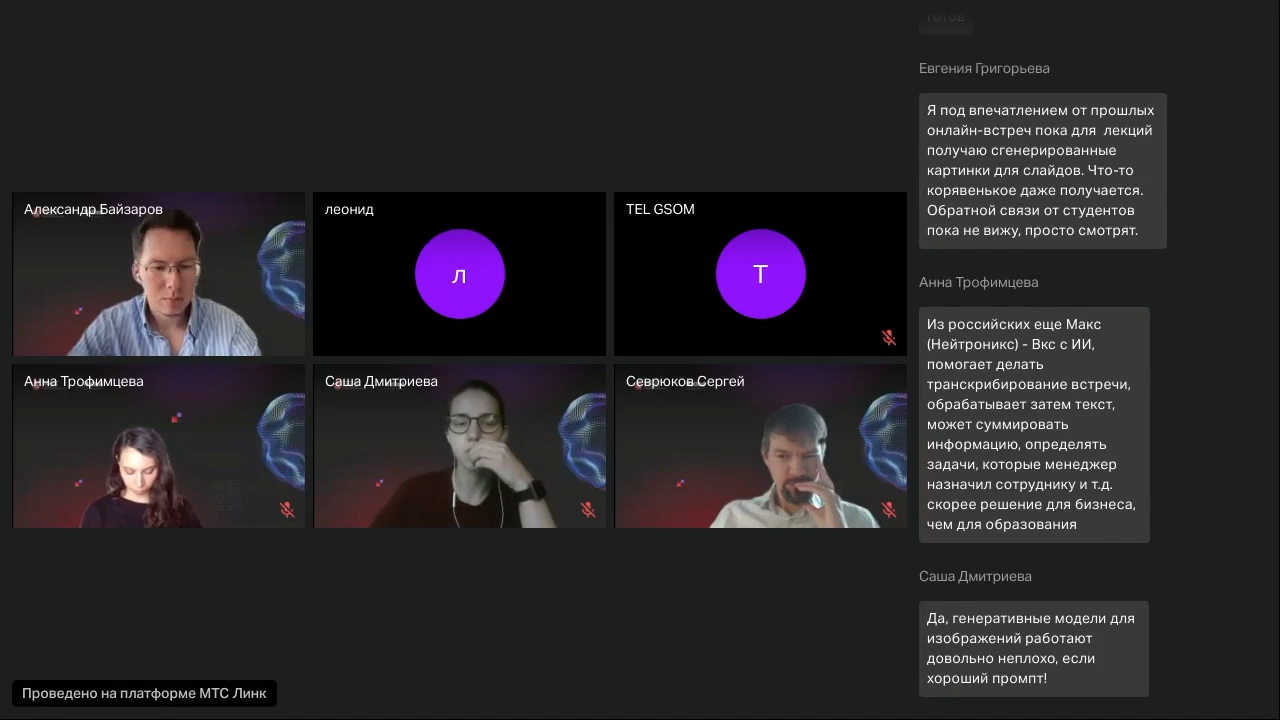 Александр Байзаров
леонид
л
TEL GSOM
T
Анна Трофимцева
Саша Дмитриева
Севрюков Сергей
Проведено на платформе МТС Линк
готов
Евгения Григорьева
Я под впечатлением от прошлых
онлайн-встреч пока для лекций
получаю сгенерированные
картинки для слайдов. Что-то
корявенькое даже получается.
Обратной связи от студентов
пока не вижу, просто смотрят.
Анна Трофимцева
Из российских еще Макс
(Нейтроникс) - Вкс с ИИ,
помогает делать
транскрибирование встречи,
обрабатывает затем текст,
может суммировать
информацию, определять
задачи, которые менеджер
назначил сотруднику и т.д.
скорее решение для бизнеса,
чем для образования
Саша Дмитриева
Да, генеративные модели для
изображений работают
довольно неплохо, если
хороший промпт!